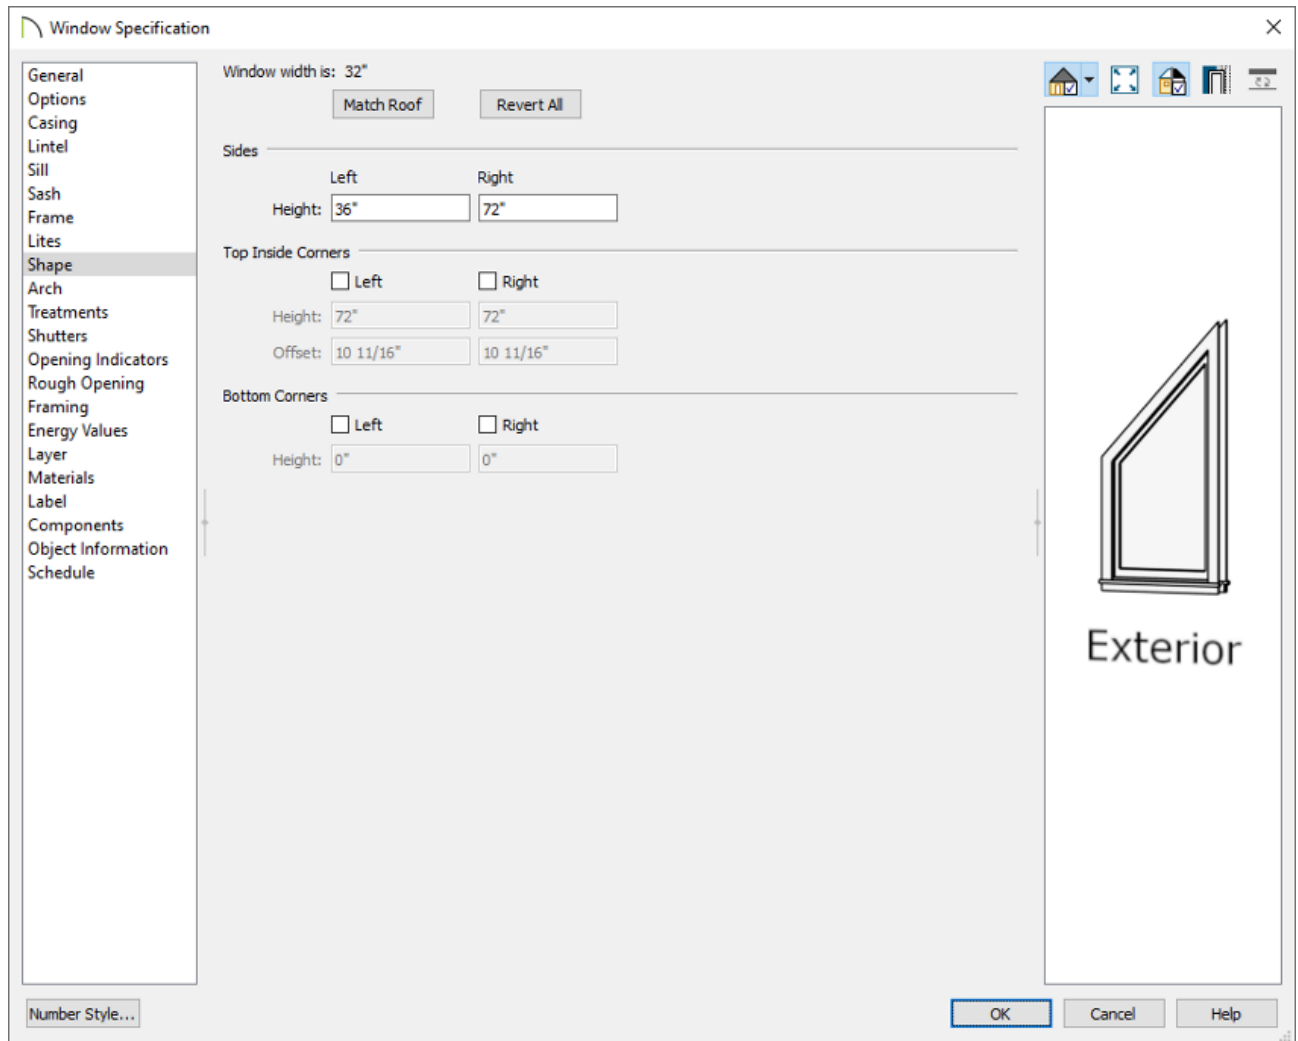 Window Specification
General
Options
Casing
Lintel
Sill
Sash
Frame
Lites
Shape
Arch
Treatments
Shutters
Opening Indicators
Rough Opening
Framing
Energy Values
Layer
Materials
Label
Components
Object Information
Schedule
Window width is: 32"
Match Roof Revert All
Sides
Left Right
Height: 36" 72"
Top Inside Corners
Left Right
Height: 72" 72"
Offset: 10 11/16" 10 11/16"
Bottom Corners
Left Right
Height: 0" 0"
Exterior
Number Style... OK Cancel Help